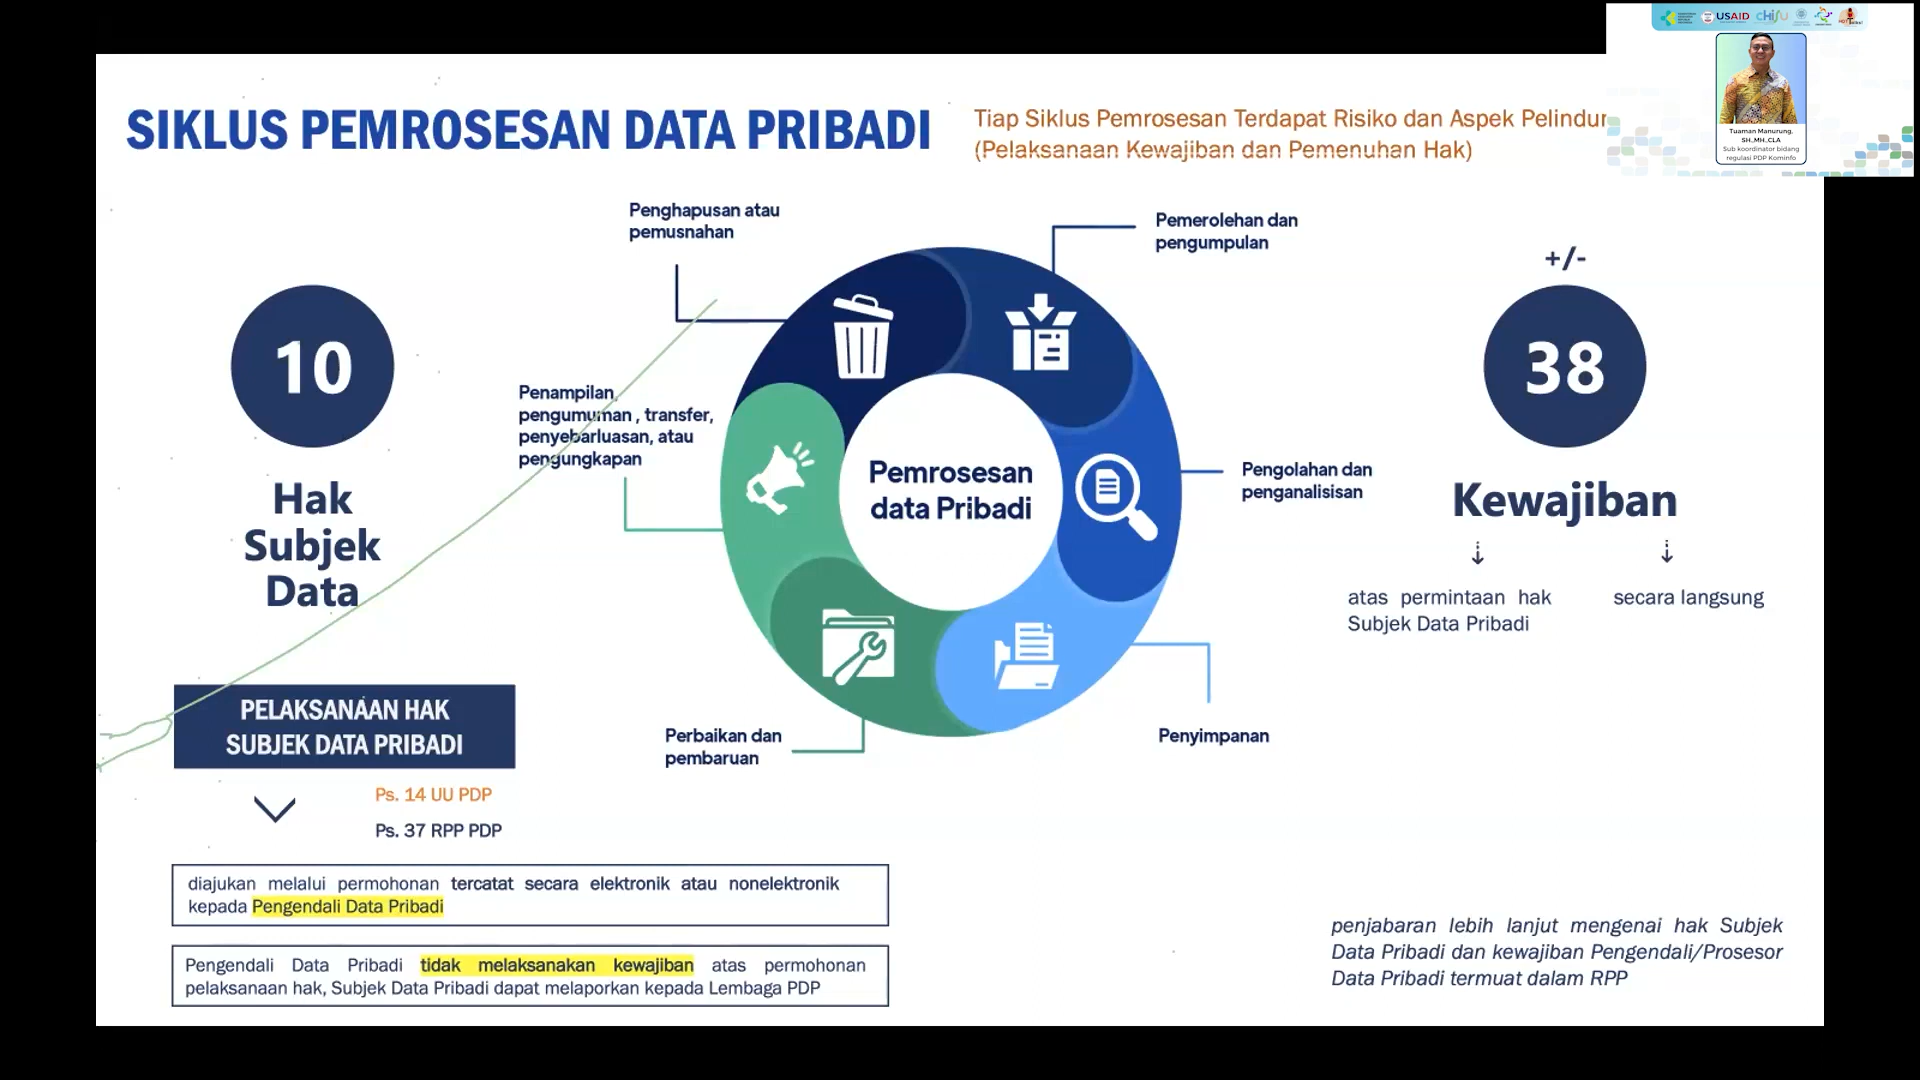 USAID CHISU
Tuaman Manurung,
SH.,MH.,CLA
Sub koordinator bidang
regulasi PDP Kominfo
SIKLUS PEMROSESAN DATA PRIBADI
Tiap Siklus Pemrosesan Terdapat Risiko dan Aspek Pelindun
(Pelaksanaan Kewajiban dan Pemenuhan Hak)
Penghapusan atau
pemusnahan
Pemerolehan dan
pengumpulan
+/-
10
Hak
Subjek
Data
Penampilan,
pengumuman , transfer,
penyebarluasan, atau
pengungkapan
Pemrosesan
data Pribadi
Pengolahan dan
penganalisisan
38
Kewajiban
atas permintaan hak
Subjek Data Pribadi
secara langsung
Perbaikan dan
pembaruan
Penyimpanan
PELAKSANAAN HAK
SUBJEK DATA PRIBADI
Ps. 14 UU PDP
Ps. 37 RPP PDP
diajukan melalui permohonan tercatat secara elektronik atau nonelektronik
kepada Pengendali Data Pribadi
Pengendali Data Pribadi tidak melaksanakan kewajiban atas permohonan
pelaksanaan hak, Subjek Data Pribadi dapat melaporkan kepada Lembaga PDP
penjabaran lebih lanjut mengenai hak Subjek
Data Pribadi dan kewajiban Pengendali/Prosesor
Data Pribadi termuat dalam RPP